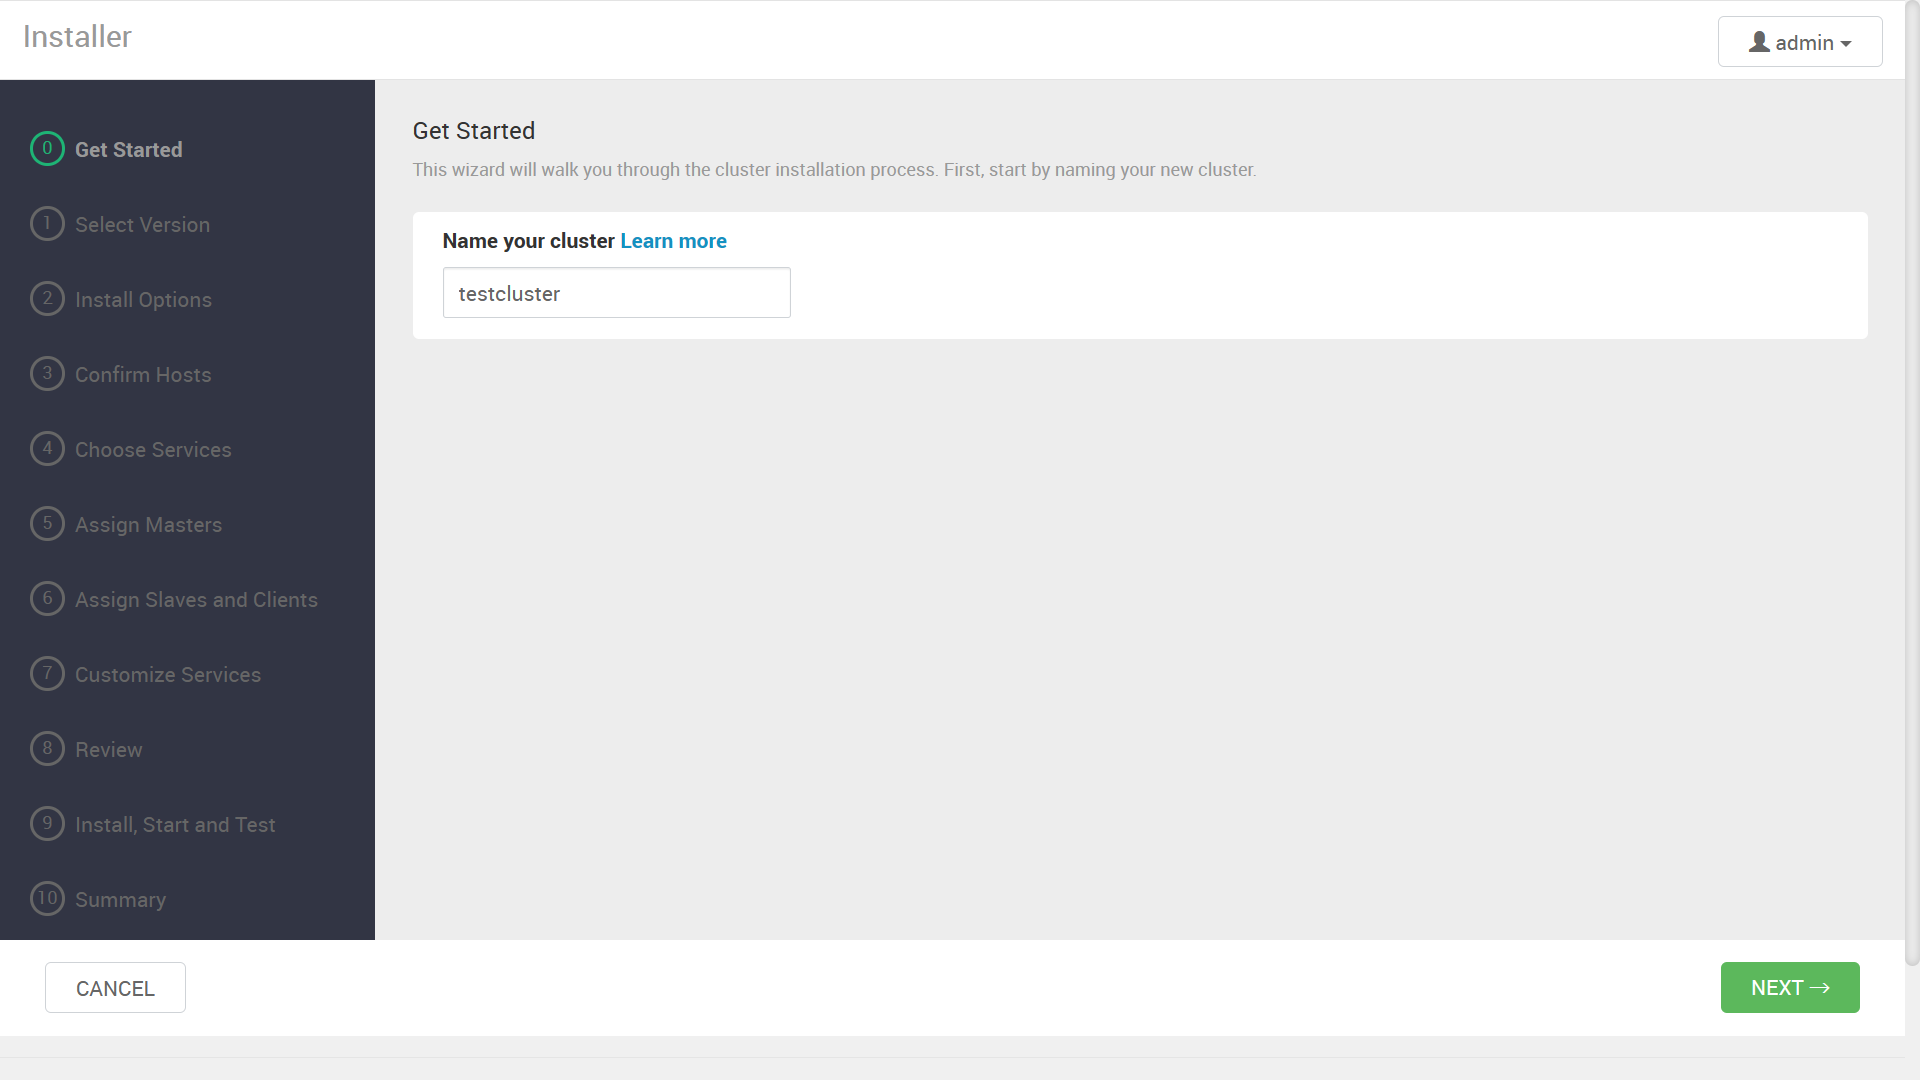 Installer
admin
0 Get Started
1 Select Version
2 Install Options
3 Confirm Hosts
4 Choose Services
5 Assign Masters
6 Assign Slaves and Clients
7 Customize Services
8 Review
9 Install, Start and Test
10 Summary
Get Started
This wizard will walk you through the cluster installation process. First, start by naming your new cluster.
Name your cluster Learn more
testcluster
CANCEL
NEXT →